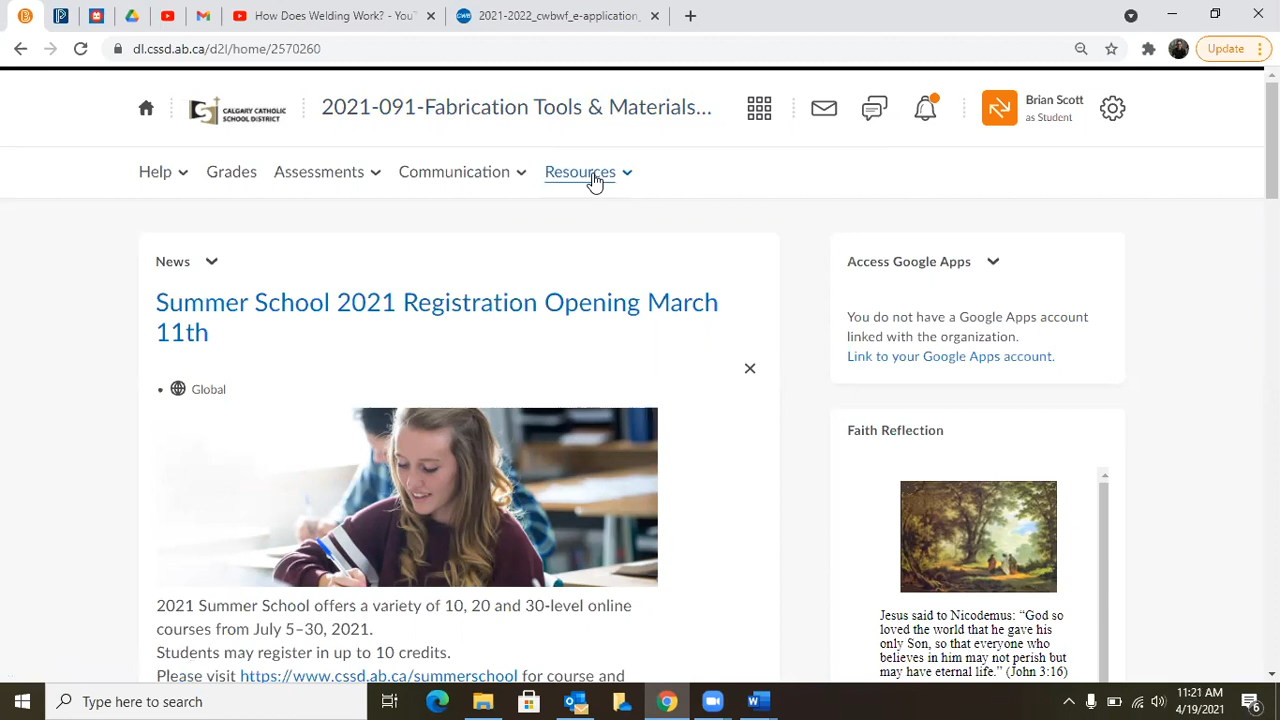 How Does Welding Work? - YouT
2021-2022_cwbwf_e-application_
dl.cssd.ab.ca/d2l/home/2570260
Update
CALGARY CATHOLIC
SCHOOL DISTRICT
2021-091-Fabrication Tools & Materials...
Brian Scott
as Student
Help
Grades
Assessments
Communication
Resources
News
Summer School 2021 Registration Opening March
11th
Global
2021 Summer School offers a variety of 10, 20 and 30-level online
courses from July 5–30, 2021.
Students may register in up to 10 credits.
Please visit https://www.cssd.ab.ca/summerschool for course and
Access Google Apps
You do not have a Google Apps account
linked with the organization.
Link to your Google Apps account.
Faith Reflection
Jesus said to Nicodemus: “God so
loved the world that he gave his
only Son, so that everyone who
believes in him may not perish but
may have eternal life.” (John 3:16)
Type here to search
11:21 AM
4/19/2021
6